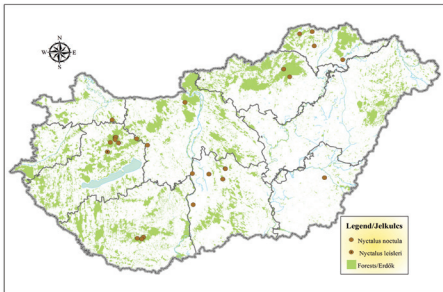 N
W E
S
Legend/Jelkulcs
Nyctalus noctula
Nyctalus leisleri
Forests/Erdők